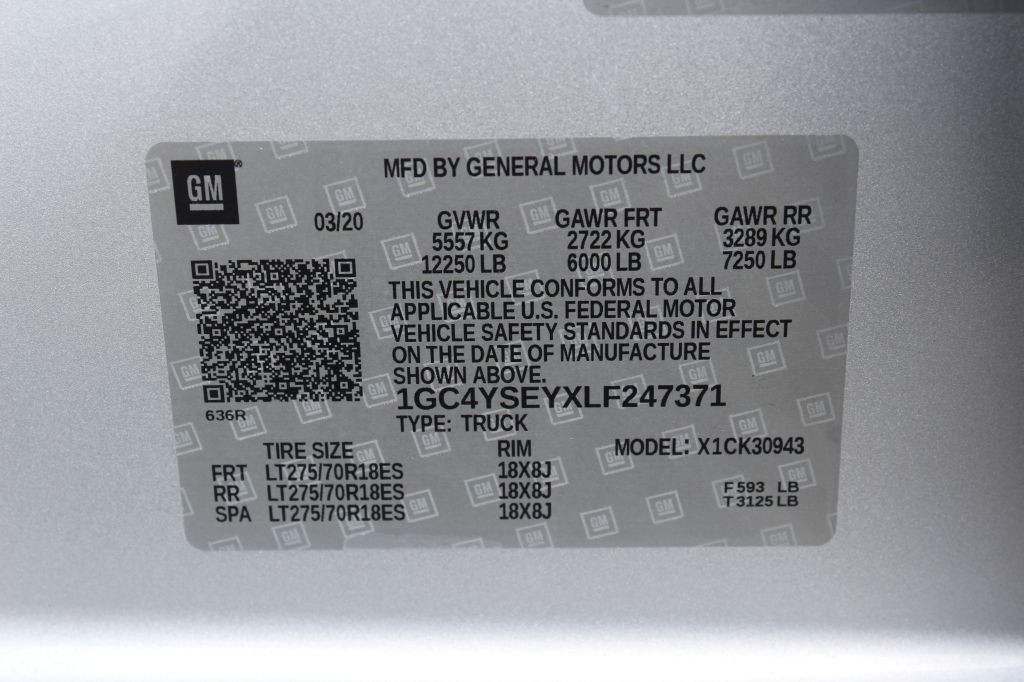 GM
MFD BY GENERAL MOTORS LLC
03/20
GVWR GAWR FRT GAWR RR
5557 KG 2722 KG 3289 KG
12250 LB 6000 LB 7250 LB
THIS VEHICLE CONFORMS TO ALL
APPLICABLE U.S. FEDERAL MOTOR
VEHICLE SAFETY STANDARDS IN EFFECT
ON THE DATE OF MANUFACTURE
SHOWN ABOVE.
636R
1GC4YSEYXLF247371
TYPE: TRUCK
TIRE SIZE RIM MODEL: X1CK30943
FRT LT275/70R18ES 18X8J
RR LT275/70R18ES 18X8J F 593 LB
SPA LT275/70R18ES 18X8J T 3125 LB